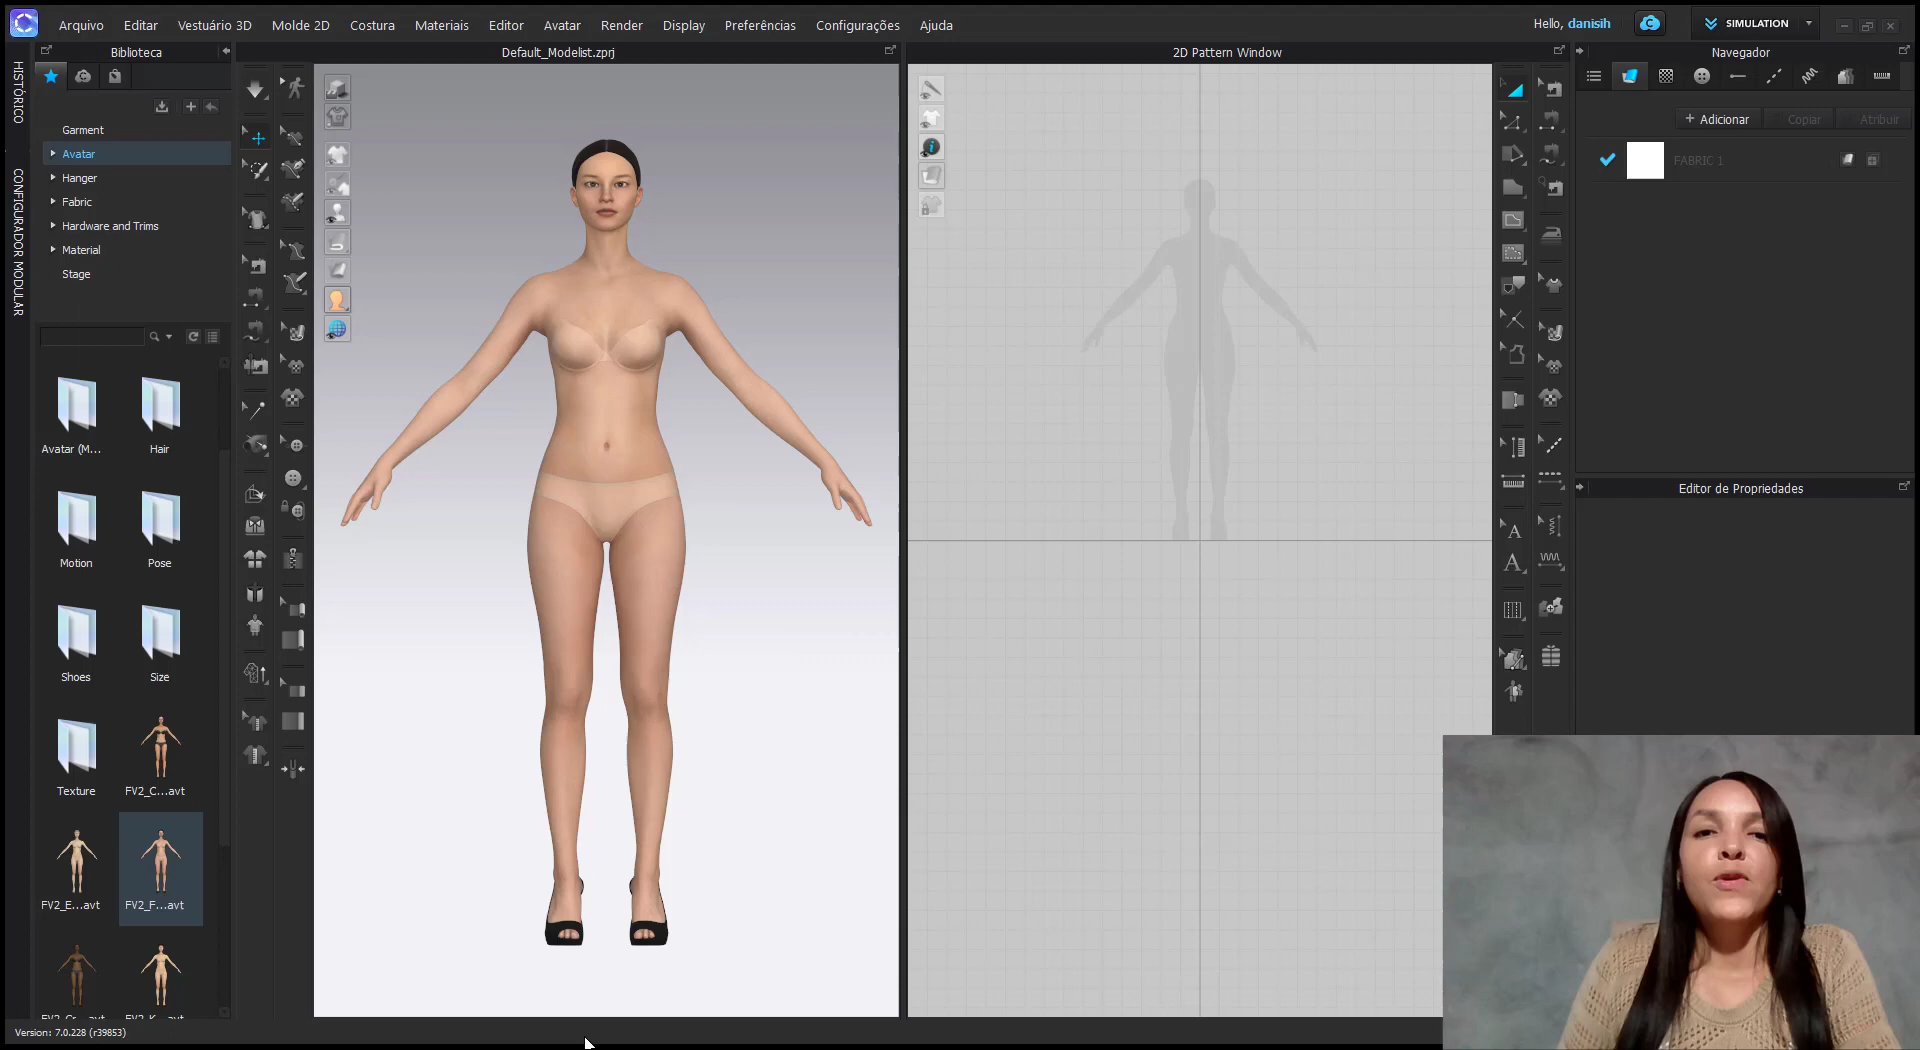 Arquivo Editar Vestuário 3D Molde 2D Costura Materiais Editor Avatar Render Display Preferências Configurações Ajuda
Hello, danisih
SIMULATION
HISTÓRICO
CONFIGURADOR MODULAR
Biblioteca
Default_Modelist.zprj
2D Pattern Window
Navegador
Garment
Avatar
Hanger
Fabric
Hardware and Trims
Material
Stage
+ Adicionar
Copiar
Atribuir
FABRIC 1
Editor de Propriedades
Avatar (M...
Hair
Motion
Pose
Shoes
Size
Texture
FV2_C...avt
FV2_E...avt
FV2_F...avt
FV2_K...avt
Version: 7.0.228 (r39853)